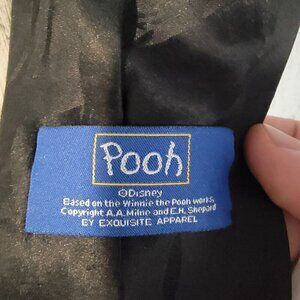 Pooh
©Disney
Based on the Winnie the Pooh works,
Copyright A.A. Milne and E.H. Shepard
BY EXQUISITE APPAREL